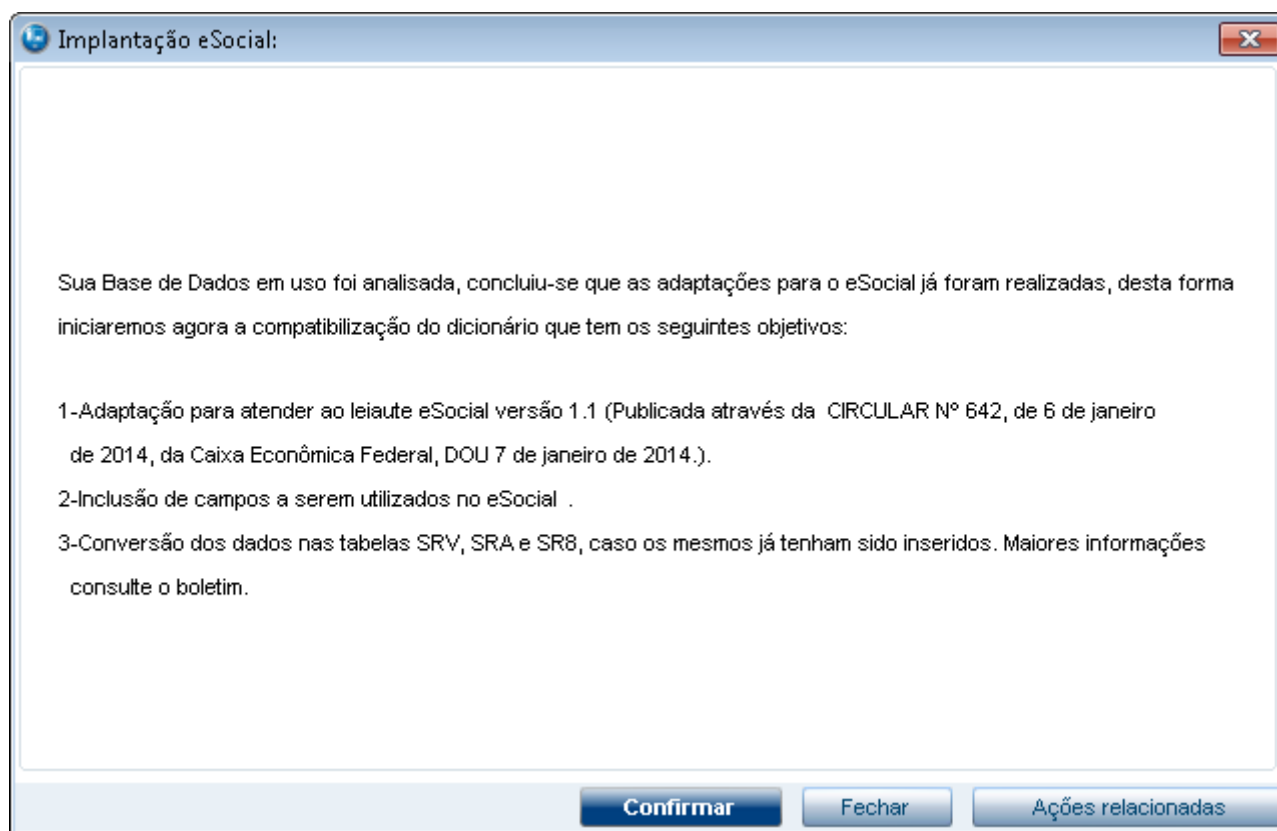 Implantação eSocial:
Sua Base de Dados em uso foi analisada, concluiu-se que as adaptações para o eSocial já foram realizadas, desta forma
iniciaremos agora a compatibilização do dicionário que tem os seguintes objetivos:
1-Adaptação para atender ao leiaute eSocial versão 1.1 (Publicada através da CIRCULAR Nº 642, de 6 de janeiro
de 2014, da Caixa Econômica Federal, DOU 7 de janeiro de 2014.).
2-Inclusão de campos a serem utilizados no eSocial .
3-Conversão dos dados nas tabelas SRV, SRA e SR8, caso os mesmos já tenham sido inseridos. Maiores informações
consulte o boletim.
Confirmar Fechar Ações relacionadas